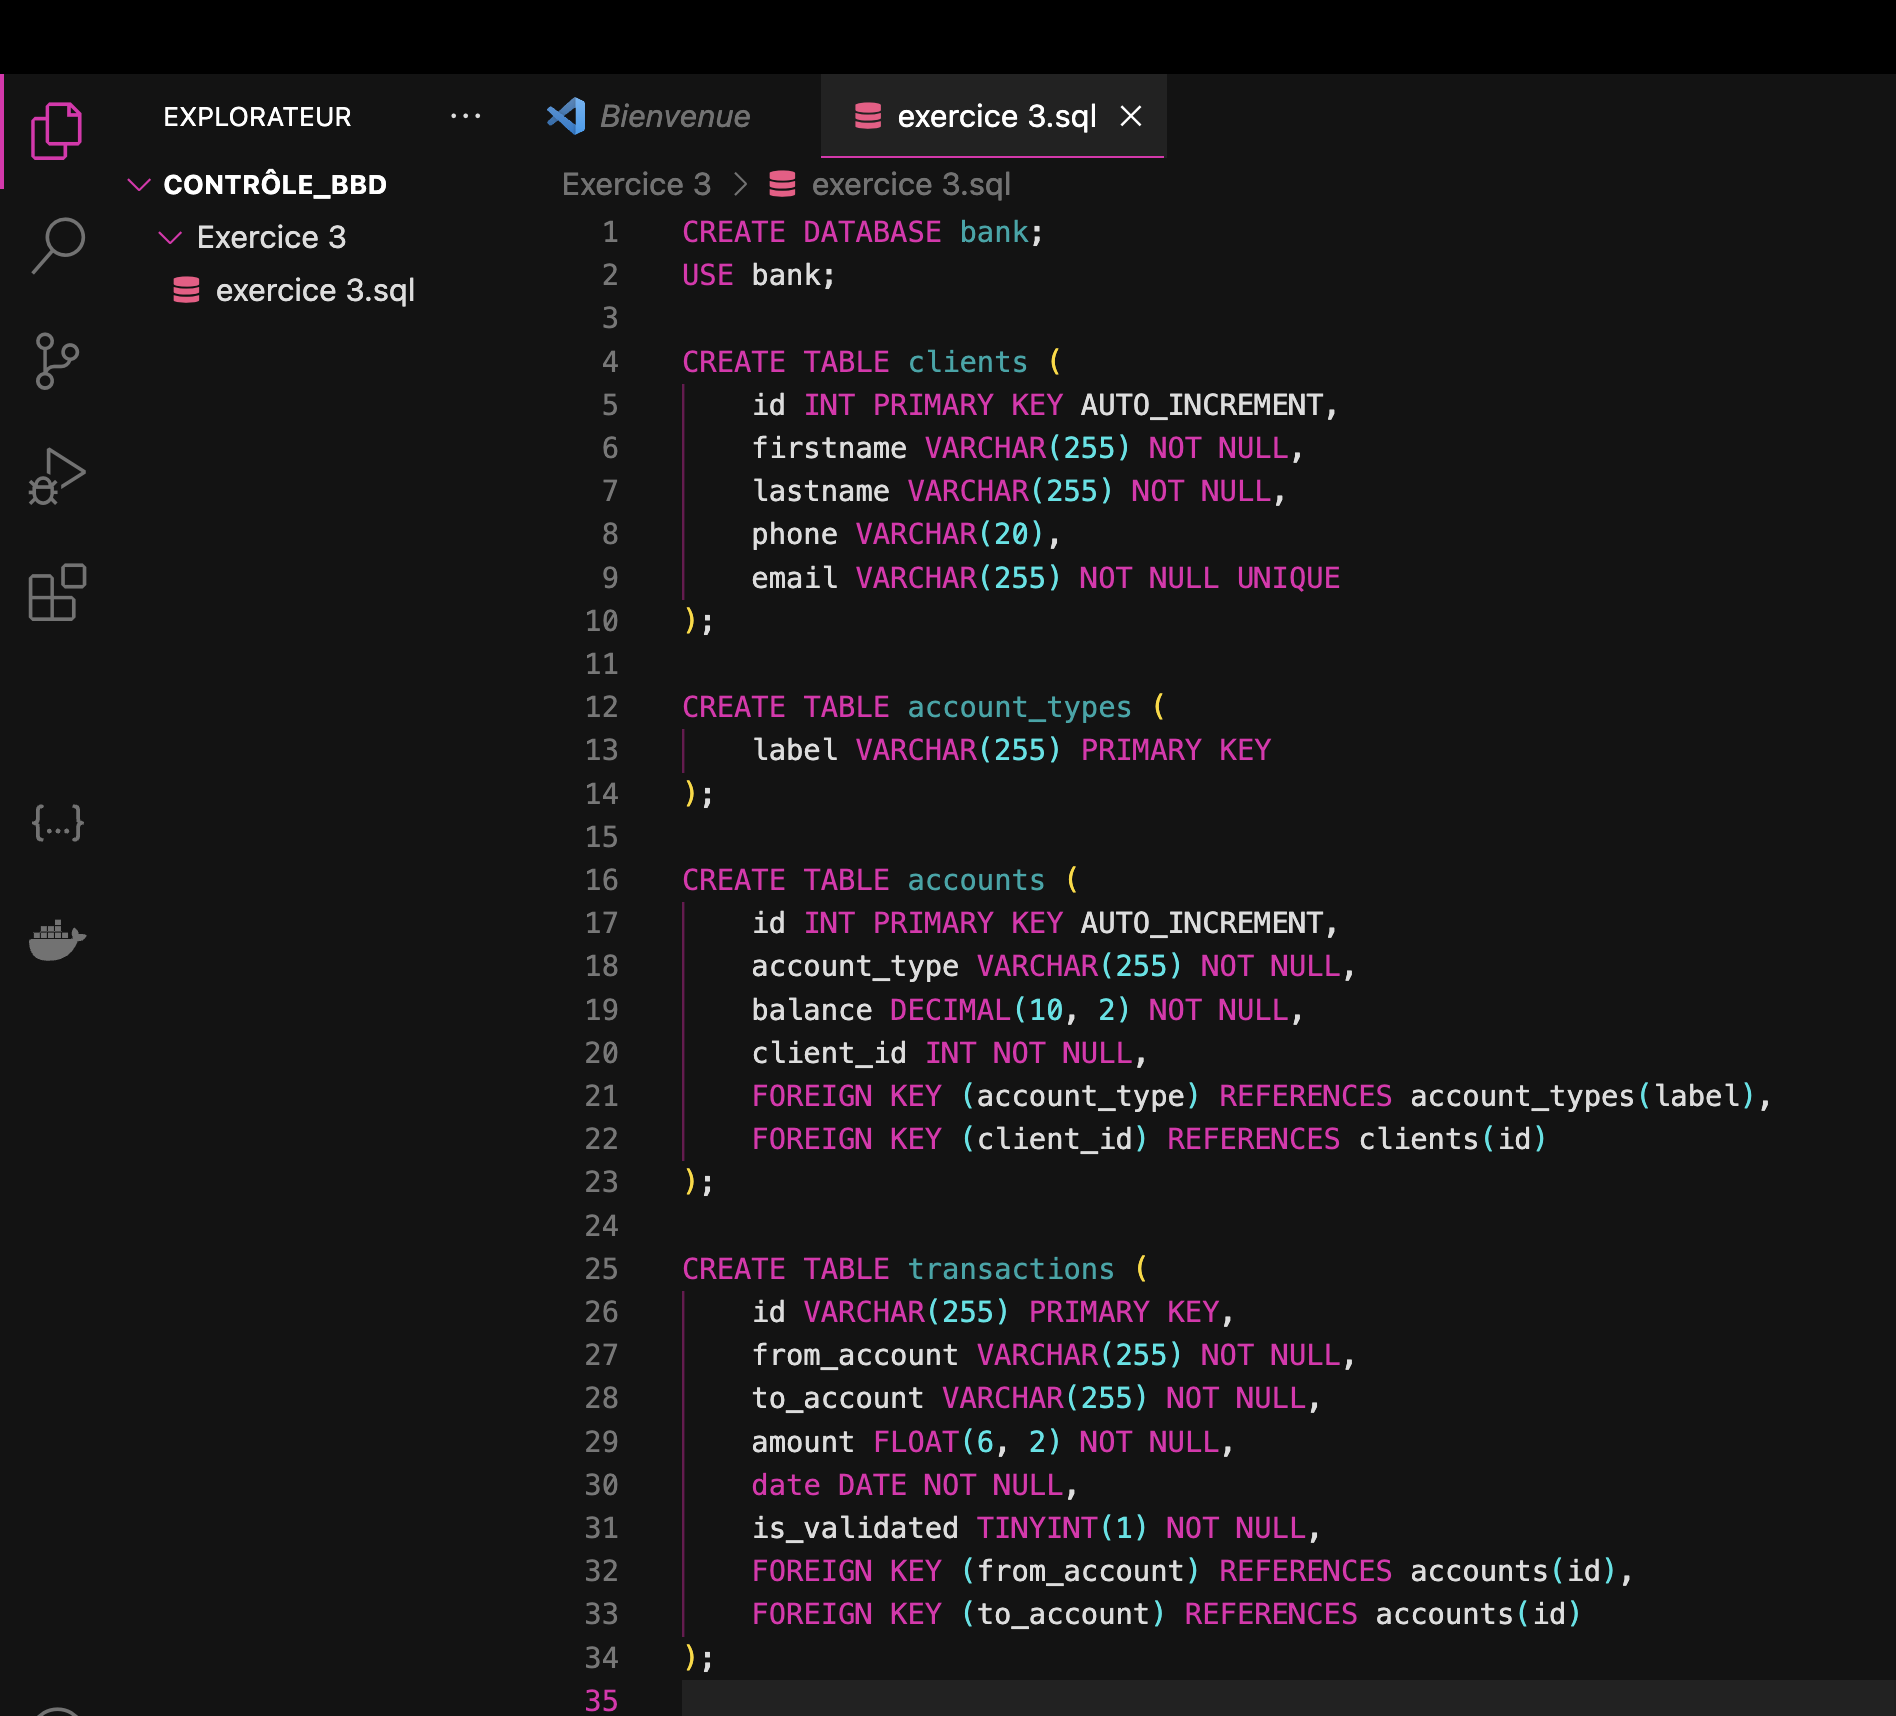 EXPLORATEUR
CONTRÔLE_BBD
Exercice 3
exercice 3.sql
Bienvenue
exercice 3.sql
Exercice 3 > exercice 3.sql
1 CREATE DATABASE bank;
2 USE bank;
3
4 CREATE TABLE clients (
5 id INT PRIMARY KEY AUTO_INCREMENT,
6 firstname VARCHAR(255) NOT NULL,
7 lastname VARCHAR(255) NOT NULL,
8 phone VARCHAR(20),
9 email VARCHAR(255) NOT NULL UNIQUE
10 );
11
12 CREATE TABLE account_types (
13 label VARCHAR(255) PRIMARY KEY
14 );
15
16 CREATE TABLE accounts (
17 id INT PRIMARY KEY AUTO_INCREMENT,
18 account_type VARCHAR(255) NOT NULL,
19 balance DECIMAL(10, 2) NOT NULL,
20 client_id INT NOT NULL,
21 FOREIGN KEY (account_type) REFERENCES account_types(label),
22 FOREIGN KEY (client_id) REFERENCES clients(id)
23 );
24
25 CREATE TABLE transactions (
26 id VARCHAR(255) PRIMARY KEY,
27 from_account VARCHAR(255) NOT NULL,
28 to_account VARCHAR(255) NOT NULL,
29 amount FLOAT(6, 2) NOT NULL,
30 date DATE NOT NULL,
31 is_validated TINYINT(1) NOT NULL,
32 FOREIGN KEY (from_account) REFERENCES accounts(id),
33 FOREIGN KEY (to_account) REFERENCES accounts(id)
34 );
35